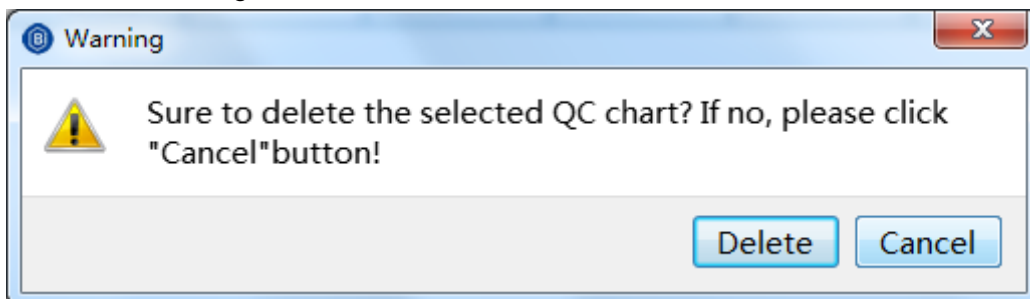 Warning
Sure to delete the selected QC chart? If no, please click
"Cancel"button!
Delete Cancel